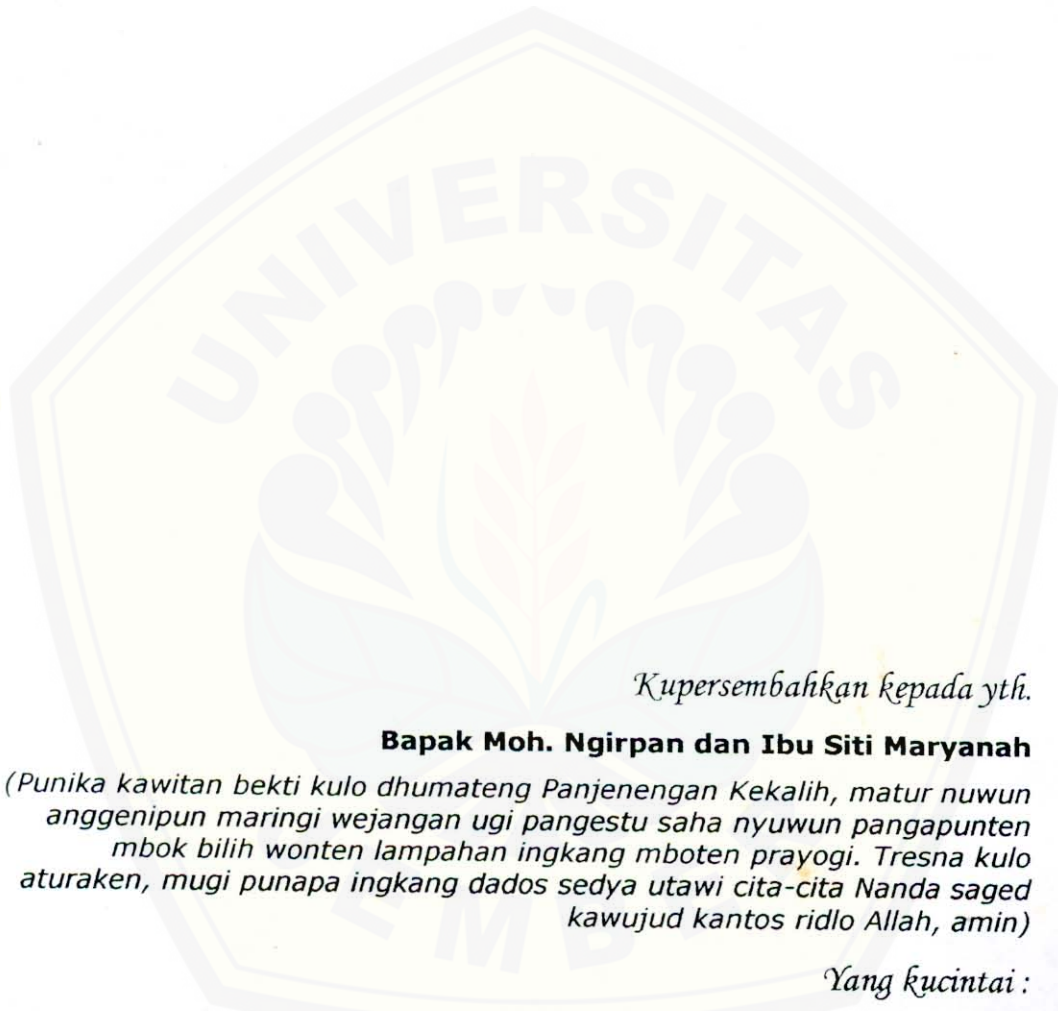 UNIVERSITAS
Kupersembahkan kepada yth.
Bapak Moh. Ngirpan dan Ibu Siti Maryanah
(Punika kawitan bekti kulo dhumateng Panjenengan Kekalih, matur nuwun
anggenipun maringi wejangan ugi pangestu saha nyuwun pangapunten
mbok bilih wonten lampahan ingkang mboten prayogi. Tresna kulo
aturaken, mugi punapa ingkang dados sedya utawi cita-cita Nanda saged
kawujud kantos ridlo Allah, amin)
Yang kucintai :